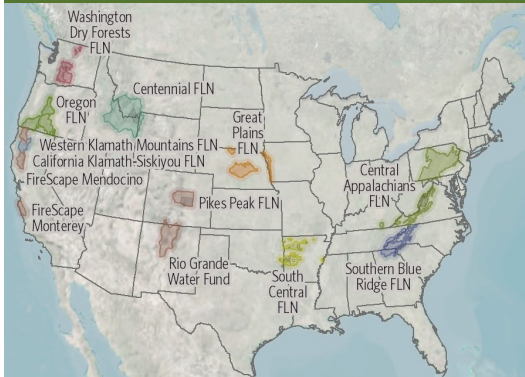 Washington
Dry Forests
FLN
Centennial FLN
Oregon
FLN
Great
Plains
FLN
Western Klamath Mountains FLN
California Klamath-Siskiyou FLN
FireScape Mendocino
Central
Appalachians
FLN
Pikes Peak FLN
FireScape
Monterey
Rio Grande
Water Fund
South
Central
FLN
Southern Blue
Ridge FLN